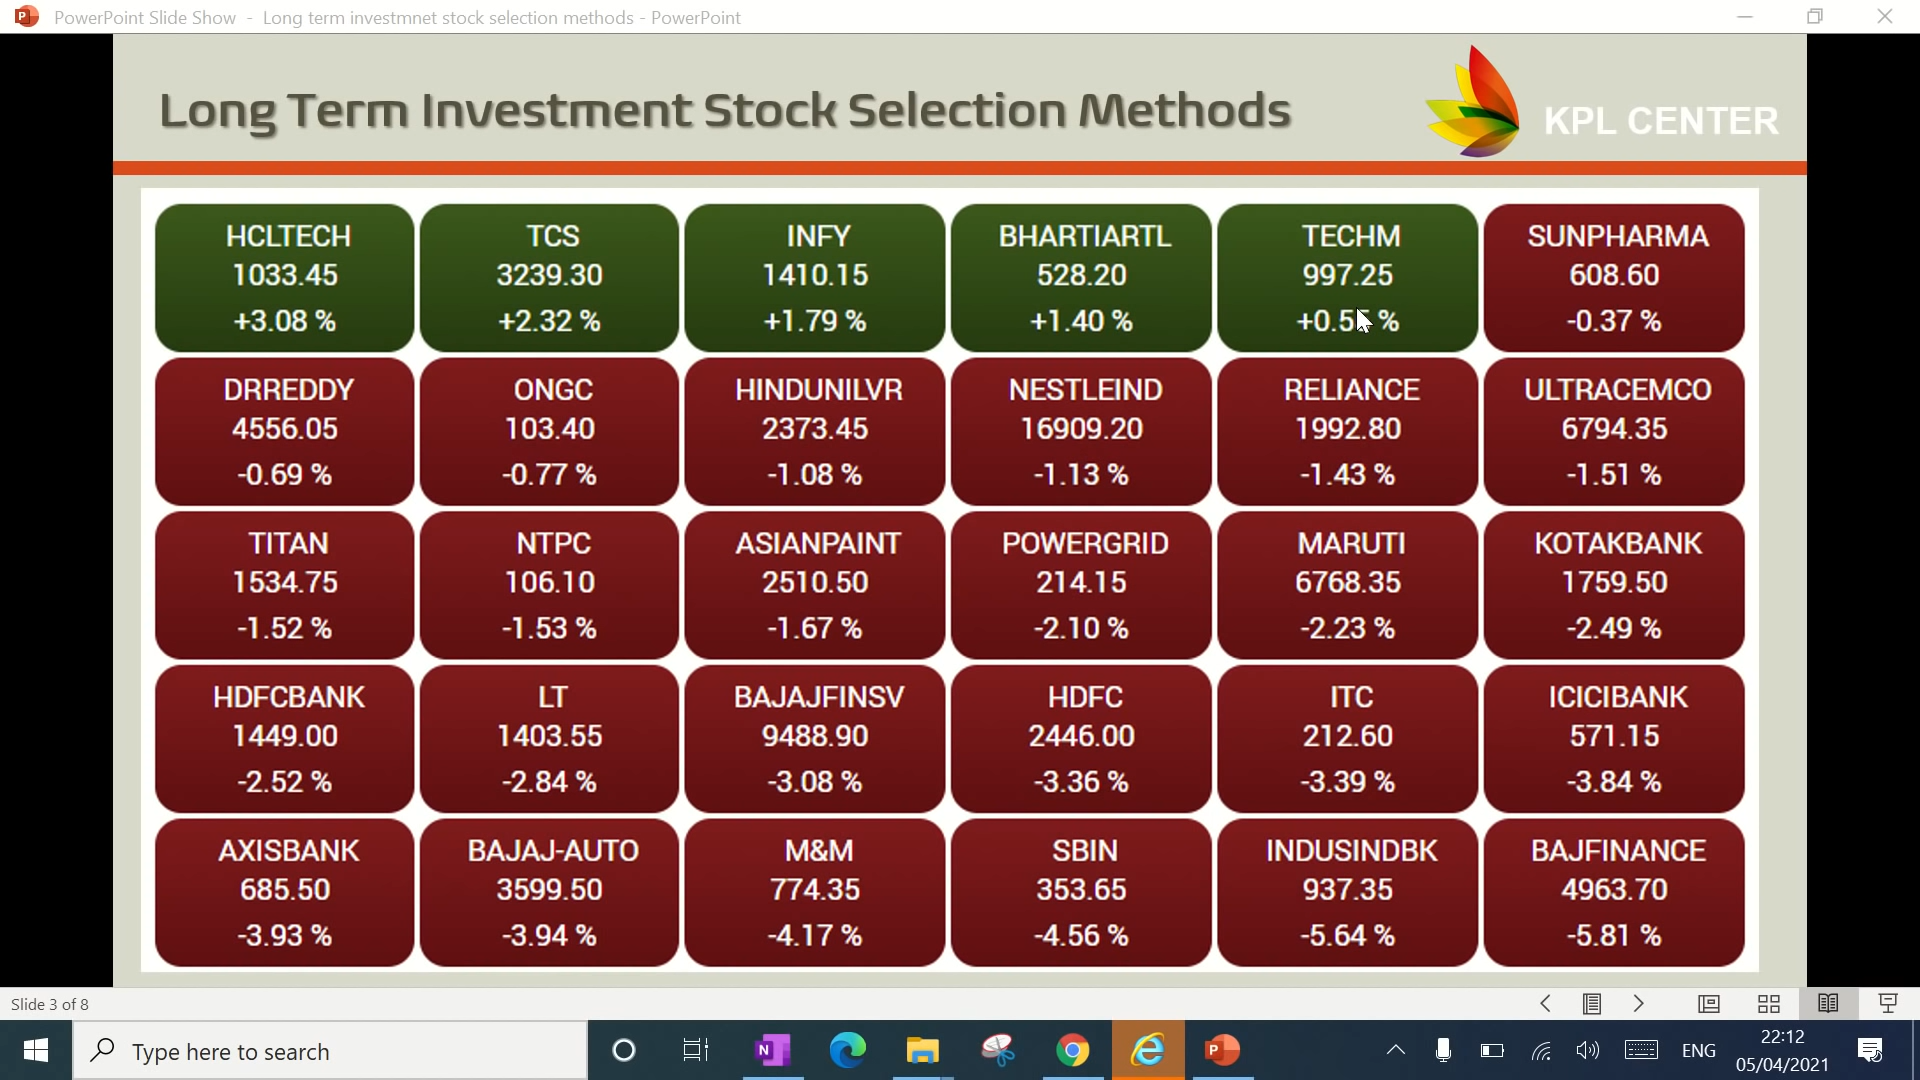 PowerPoint Slide Show - Long term investmnet stock selection methods - PowerPoint
Long Term Investment Stock Selection Methods
KPL CENTER
HCLTECH
1033.45
+3.08 %
TCS
3239.30
+2.32 %
INFY
1410.15
+1.79 %
BHARTIARTL
528.20
+1.40 %
TECHM
997.25
SUNPHARMA
608.60
-0.37 %
DRREDDY
4556.05
-0.69 %
ONGC
103.40
-0.77 %
HINDUNILVR
2373.45
-1.08 %
NESTLEIND
16909.20
-1.13 %
RELIANCE
1992.80
-1.43 %
ULTRACEMCO
6794.35
-1.51 %
TITAN
1534.75
-1.52 %
NTPC
106.10
-1.53 %
ASIANPAINT
2510.50
-1.67 %
POWERGRID
214.15
-2.10 %
MARUTI
6768.35
-2.23 %
KOTAKBANK
1759.50
-2.49 %
HDFCBANK
1449.00
-2.52 %
LT
1403.55
-2.84 %
BAJAJFINSV
9488.90
-3.08 %
HDFC
2446.00
-3.36 %
ITC
212.60
-3.39 %
ICICIBANK
571.15
-3.84 %
AXISBANK
685.50
-3.93 %
BAJAJ-AUTO
3599.50
-3.94 %
M&M
774.35
-4.17 %
SBIN
353.65
-4.56 %
INDUSINDBK
937.35
-5.64 %
BAJFINANCE
4963.70
-5.81 %
Slide 3 of 8
Type here to search
ENG
22:12
05/04/2021